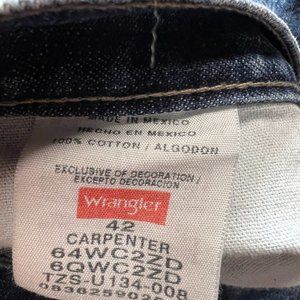 MADE IN MEXICO
HECHO EN MEXICO
100% COTTON / ALGODON
EXCLUSIVE OF DECORATION/
EXCEPTO DECORACION
Wrangler
42
CARPENTER
64WC2ZD
6QWC2ZD
TZS-U134-008